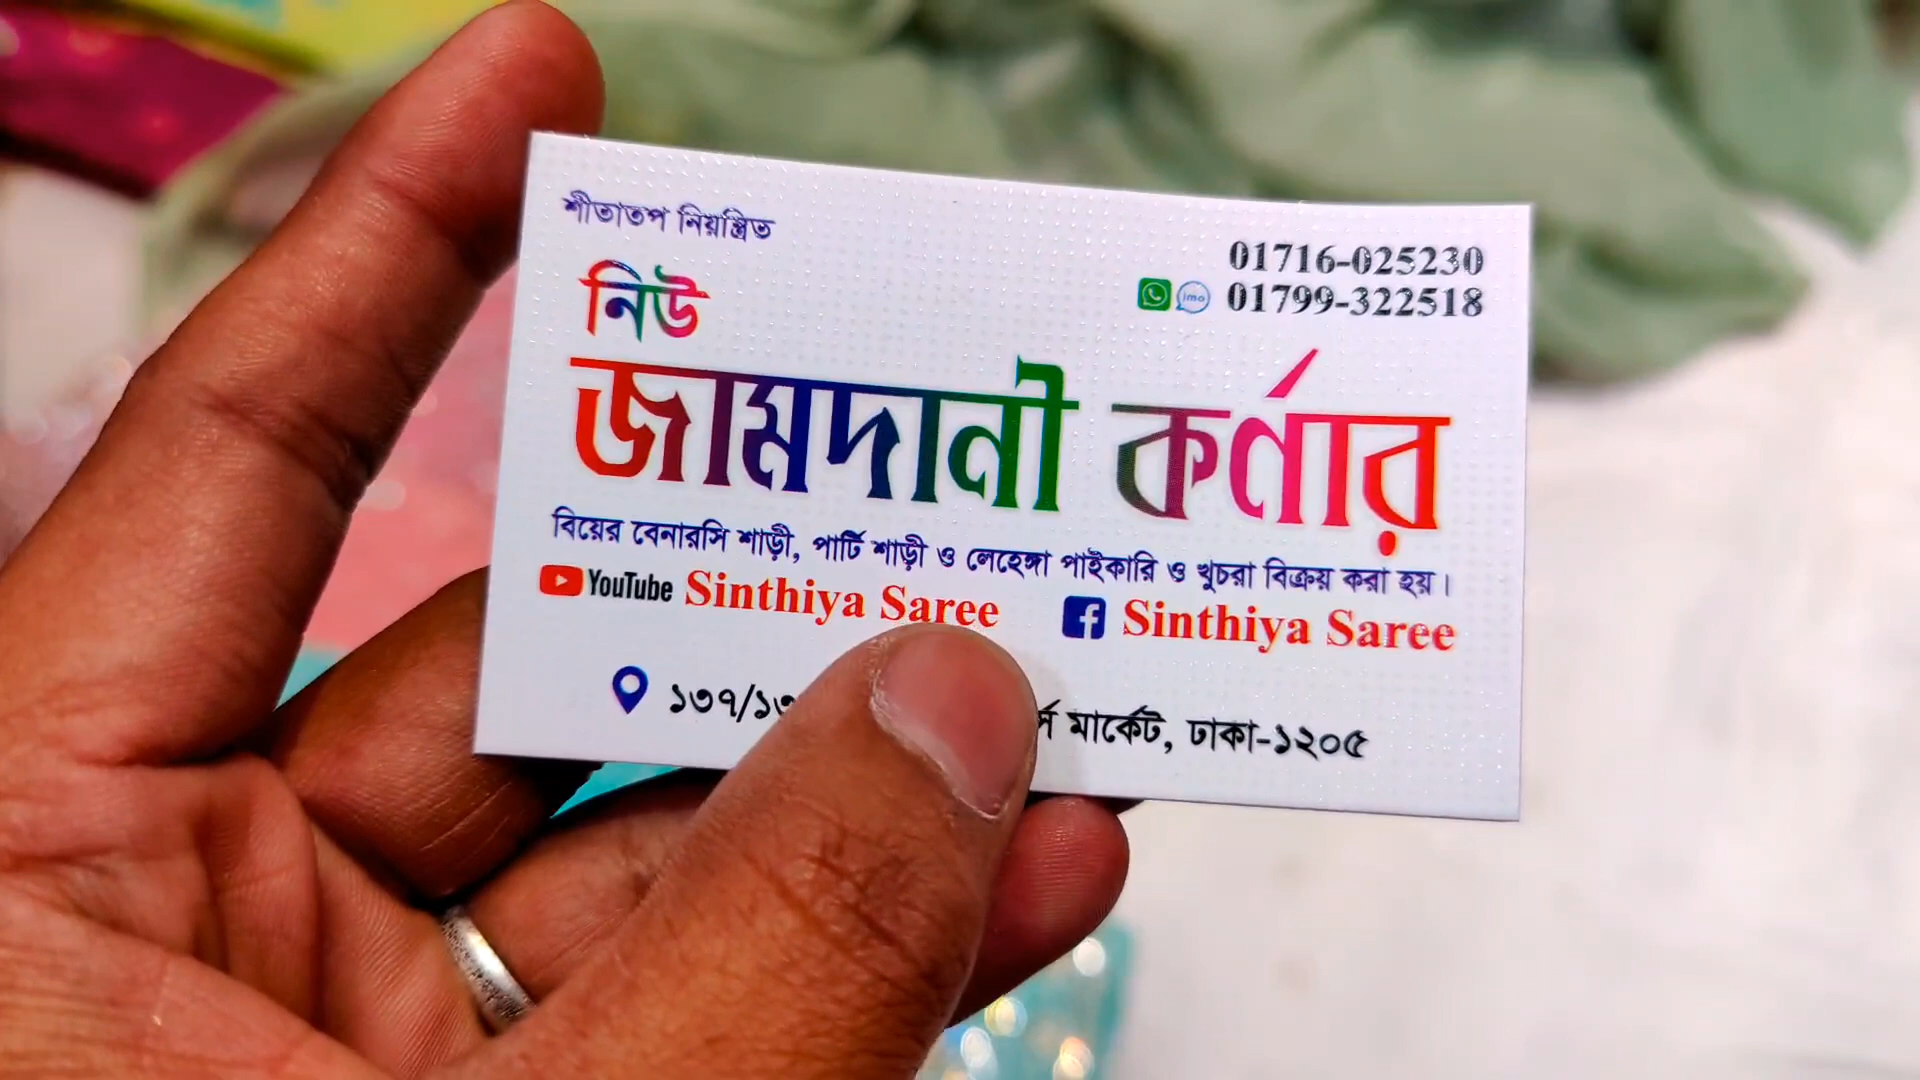 শীতাতপ নিয়ন্ত্রিত
01716-025230
imo 01799-322518
নিউ
জামদানী কর্ণার
বিয়ের বেনারসি শাড়ী, পার্টি শাড়ী ও লেহেঙ্গা পাইকারি ও খুচরা বিক্রয় করা হয়।
YouTube Sinthiya Saree f Sinthiya Saree
মার্কেট, ঢাকা-১২০৫